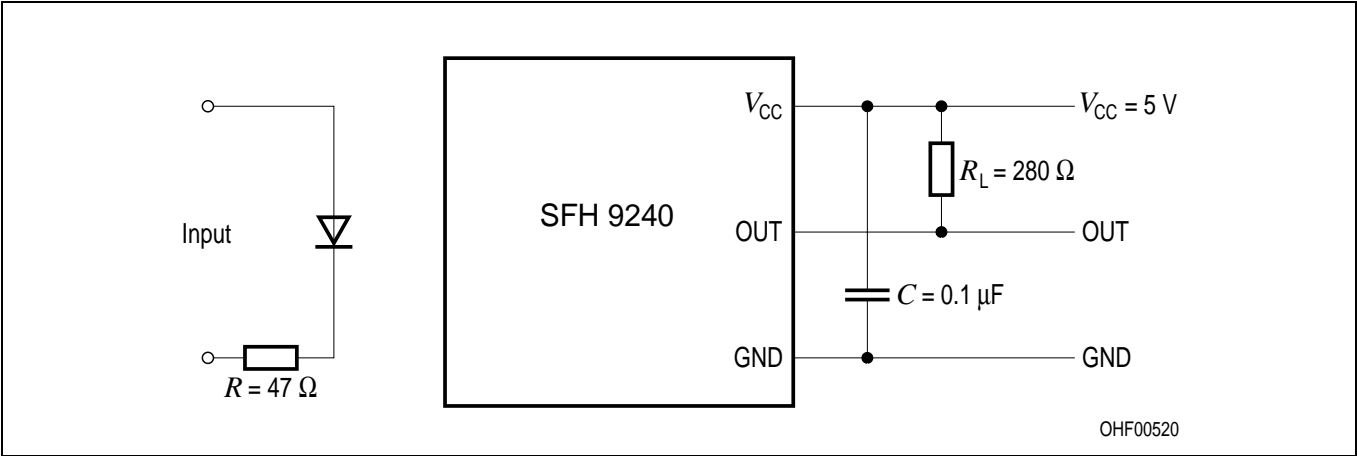 V_CC
V_CC = 5 V
R_L = 280 Ω
SFH 9240
Input
OUT
OUT
C = 0.1 μF
GND
GND
R = 47 Ω
OHF00520